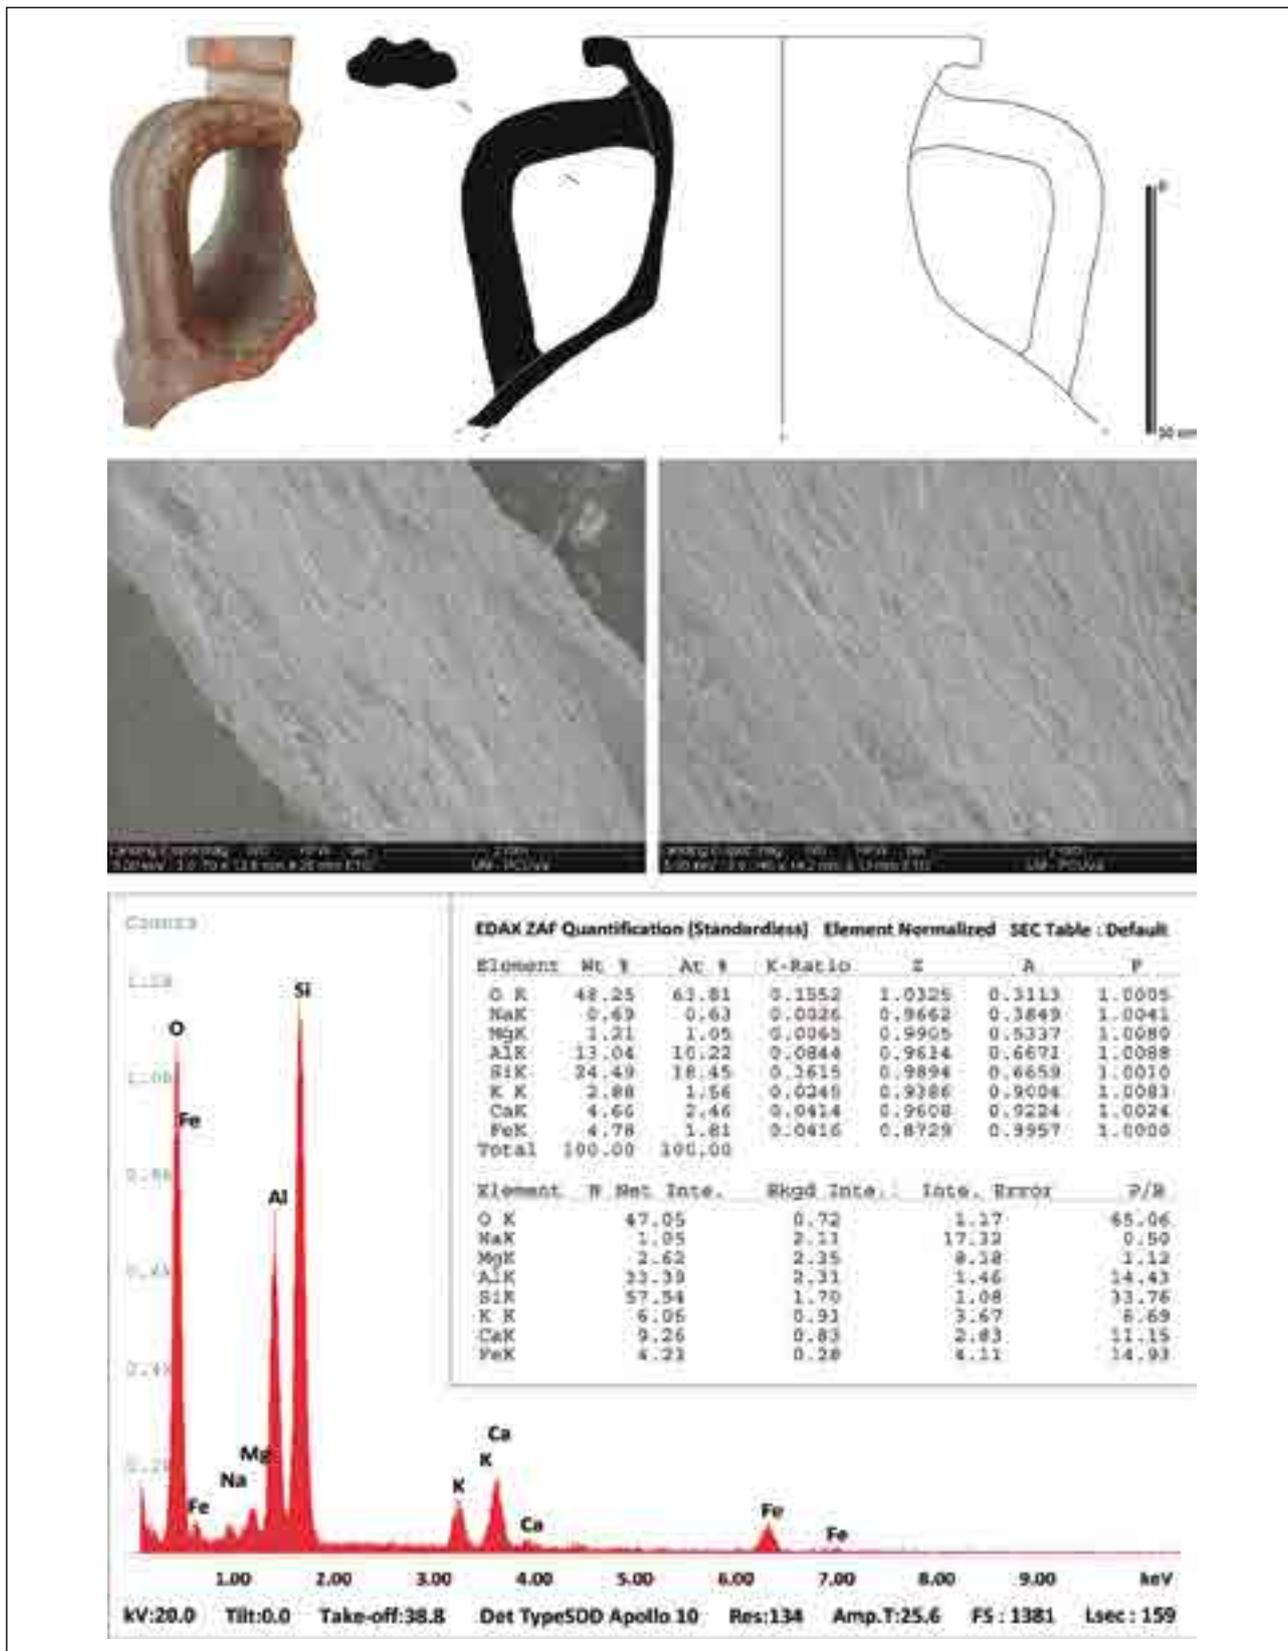 0
10 cm
UVa - PCUVa
UVa - PCUVa
EDAX ZAF Quantification (Standardless) Element Normalized SEC Table : Default
Element Wt % At % K-Ratio Z A F
O K 48.25 63.81 0.1552 1.0325 0.3113 1.0005
NaK 0.69 0.63 0.0026 0.9662 0.3849 1.0041
MgK 1.21 1.05 0.0065 0.9905 0.5337 1.0080
AlK 13.04 10.22 0.0844 0.9614 0.6671 1.0088
SiK 24.49 18.45 0.1615 0.9894 0.6659 1.0010
K K 2.88 1.56 0.0245 0.9386 0.9004 1.0083
CaK 4.66 2.46 0.0414 0.9608 0.9224 1.0024
FeK 4.78 1.81 0.0416 0.8729 0.9957 1.0000
Total 100.00 100.00
Element Net Inte. Bkgd Inte. Inte. Error P/B
O K 47.05 0.72 1.17 65.06
NaK 1.05 2.11 17.32 0.50
MgK 2.62 2.35 8.18 1.12
AlK 33.39 2.31 1.46 14.43
SiK 57.54 1.70 1.08 33.76
K K 6.06 0.91 3.67 6.69
CaK 9.26 0.83 2.83 11.15
FeK 4.21 0.28 4.11 14.93
Si
O
Fe
Al
Mg
Na
Fe
Ca
K
K
Ca
Fe
Fe
1.00 2.00 3.00 4.00 5.00 6.00 7.00 8.00 9.00 keV
kV:20.0 Tilt:0.0 Take-off:38.8 Det TypeSDD Apollo 10 Res:134 Amp.T:25.6 FS : 1381 Lsec : 159